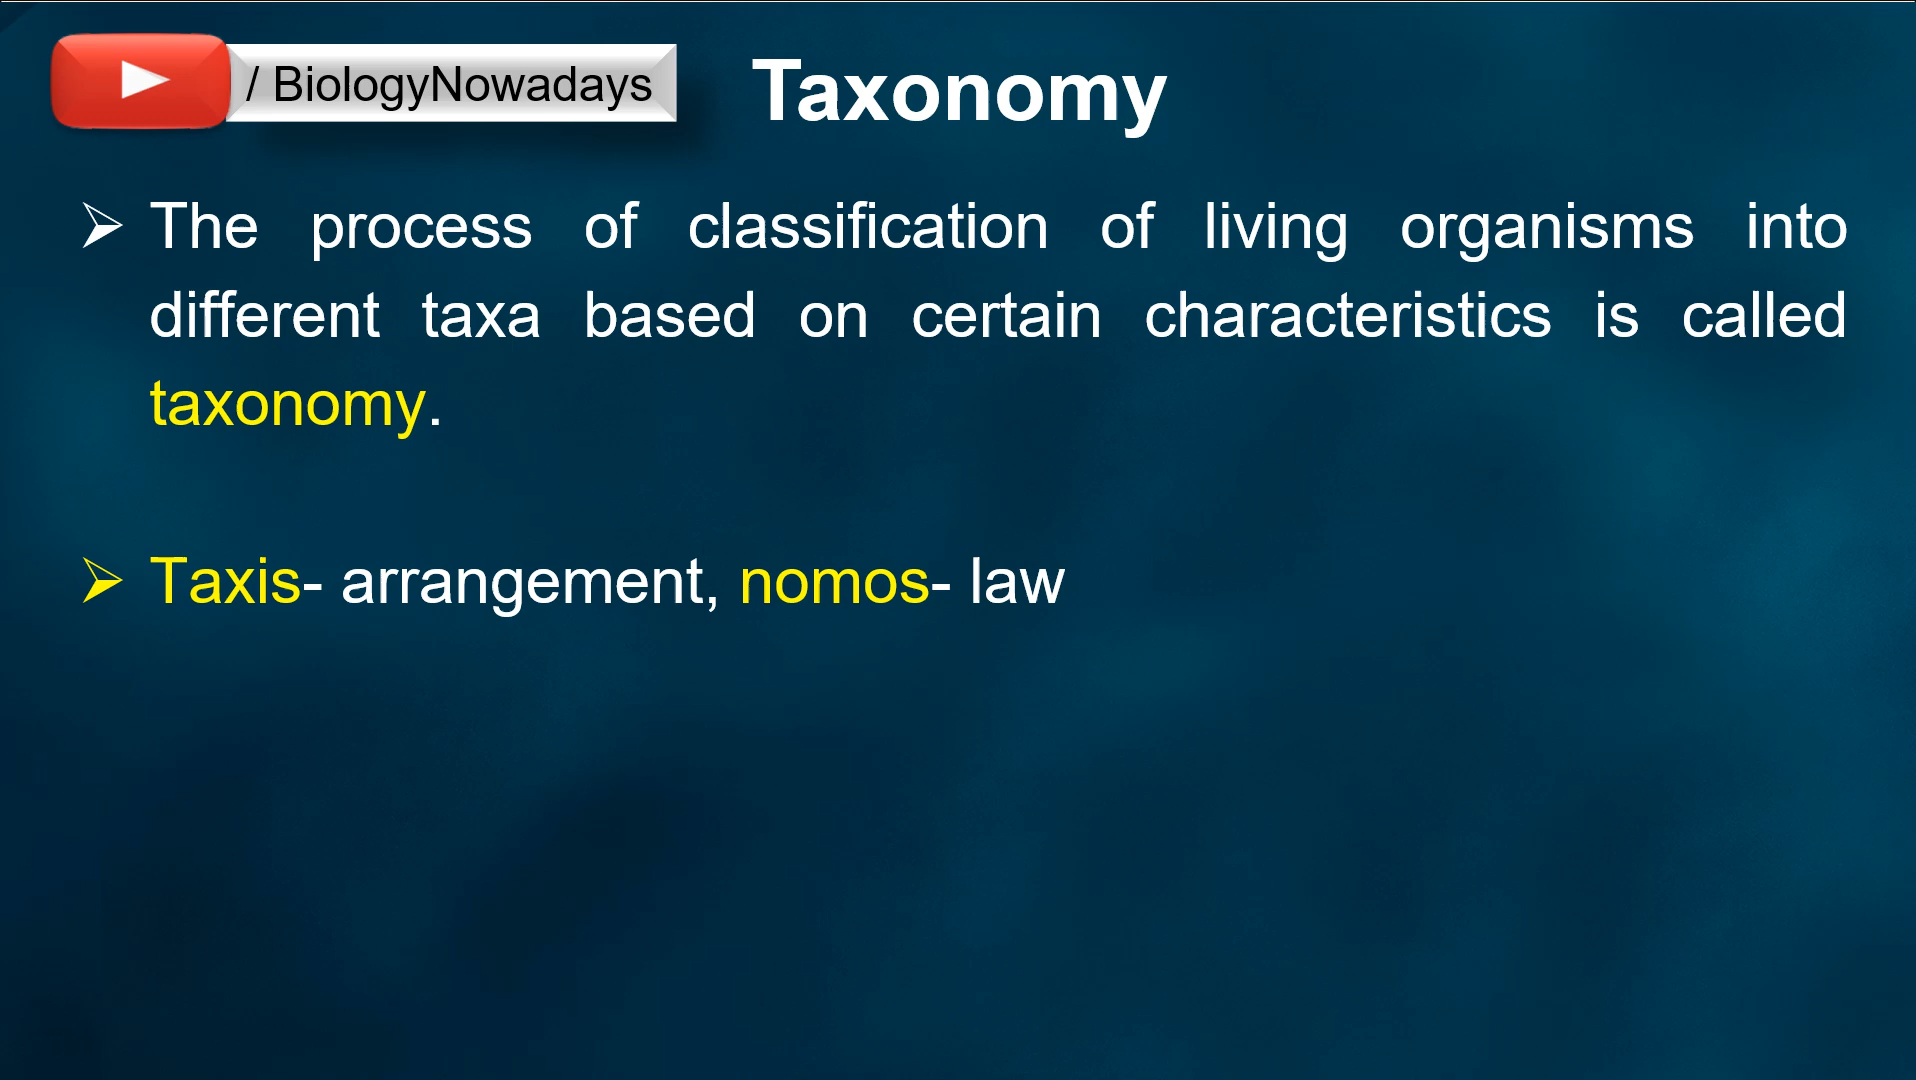 / BiologyNowadays
Taxonomy
➢ The process of classification of living organisms into
different taxa based on certain characteristics is called
taxonomy.
➢ Taxis- arrangement, nomos- law